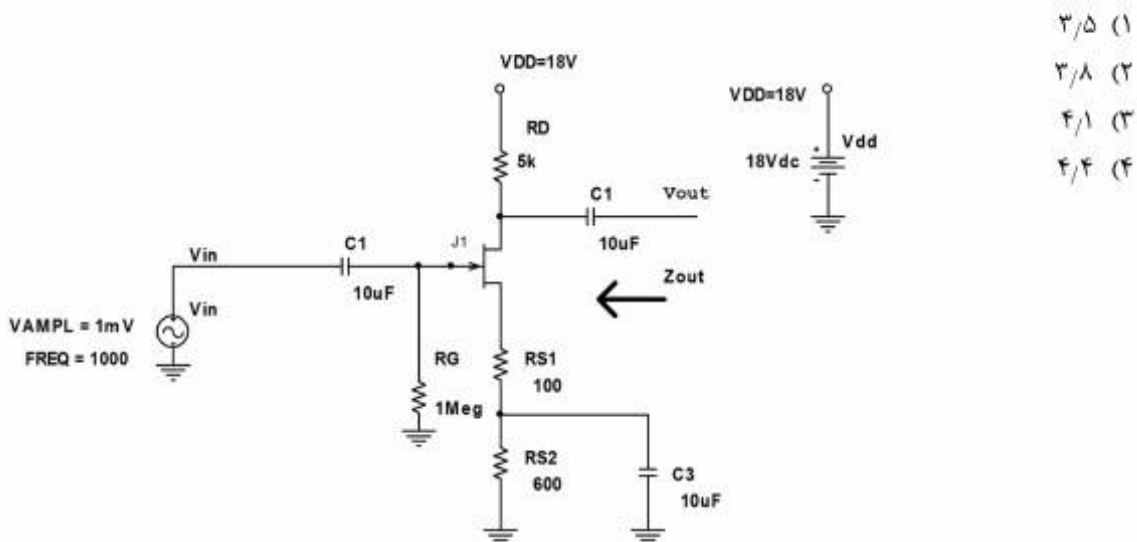 ۱) ۳٫۵
۲) ۳٫۸
۳) ۴٫۱
۴) ۴٫۴
VDD=18V
RD
5k
C1
Vout
10uF
VDD=18V
Vdd
18Vdc
+
-
J1
C1
10uF
Vin
Vin
VAMPL = 1mV
FREQ = 1000
Zout
RG
1Meg
RS1
100
RS2
600
C3
10uF